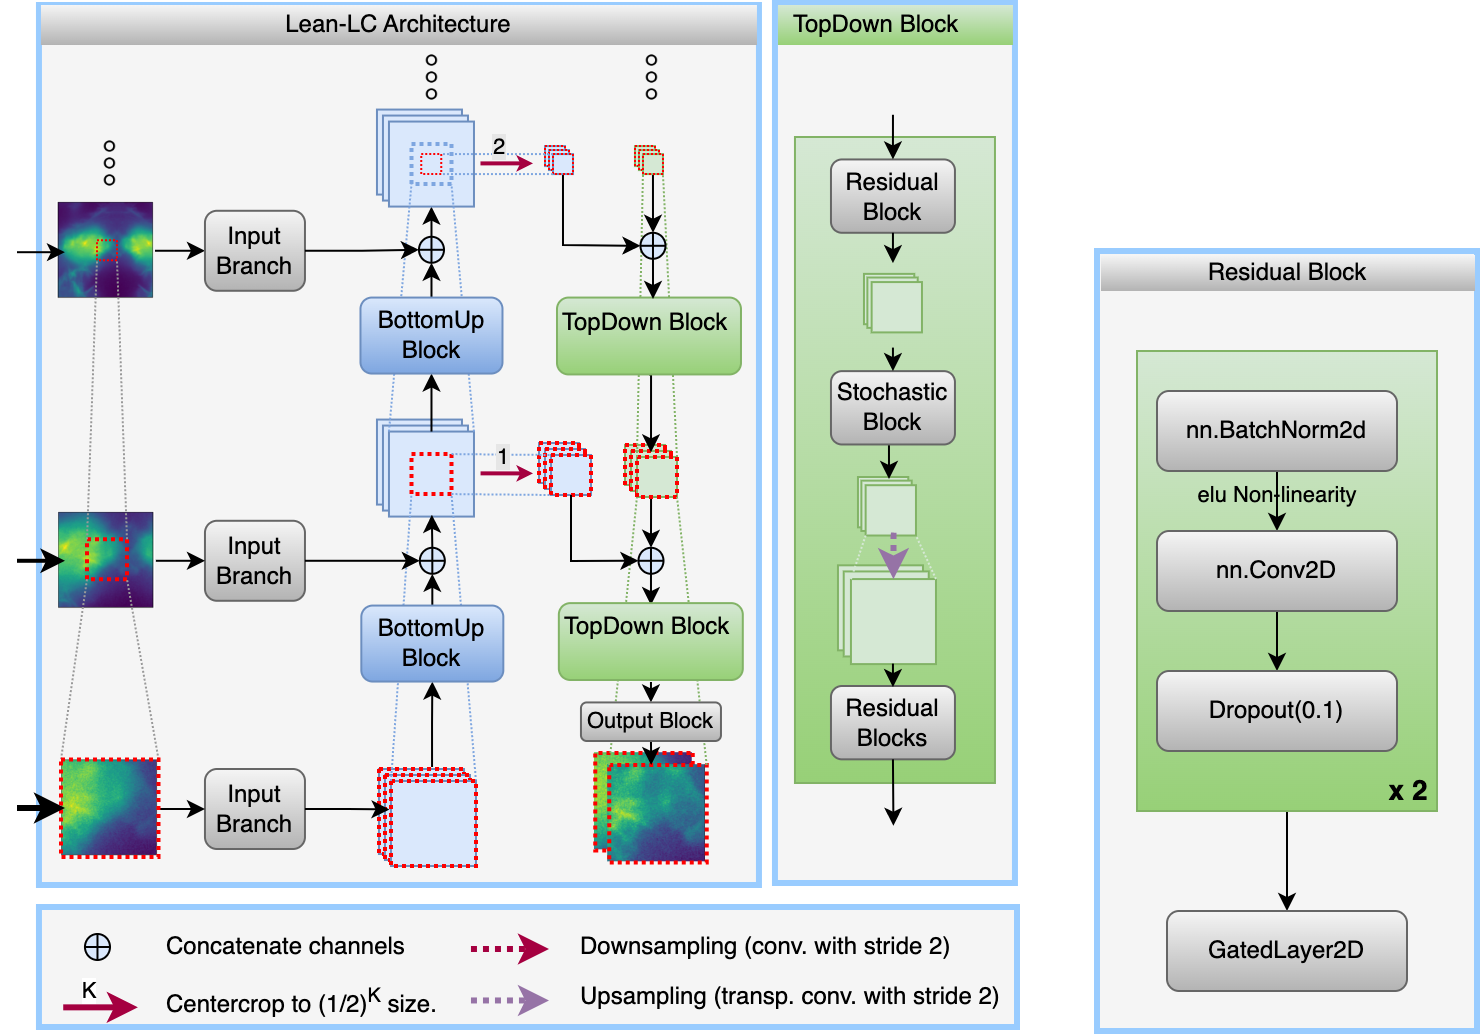 Lean-LC Architecture
2
Input
Branch
BottomUp
Block
TopDown Block
1
Input
Branch
BottomUp
Block
TopDown Block
Output Block
Input
Branch
TopDown Block
Residual
Block
Stochastic
Block
Residual
Blocks
Residual Block
nn.BatchNorm2d
elu Non-linearity
nn.Conv2D
Dropout(0.1)
x 2
GatedLayer2D
Concatenate channels
Downsampling (conv. with stride 2)
K
Centercrop to (1/2)^K size.
Upsampling (transp. conv. with stride 2)